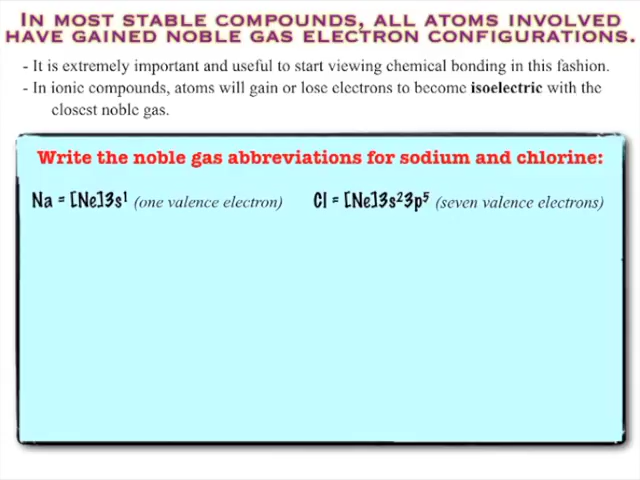 In most stable compounds, all atoms involved
have gained noble gas electron configurations.
- It is extremely important and useful to start viewing chemical bonding in this fashion.
- In ionic compounds, atoms will gain or lose electrons to become isoelectric with the
closest noble gas.
Write the noble gas abbreviations for sodium and chlorine:
Na = [Ne]3s¹ (one valence electron) Cl = [Ne]3s²3p⁵ (seven valence electrons)